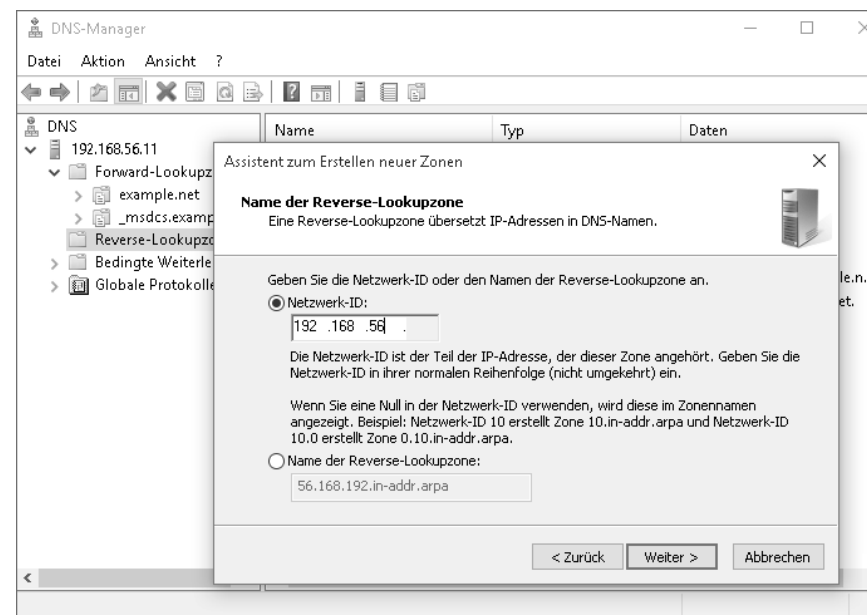 DNS-Manager
Datei Aktion Ansicht ?
DNS
192.168.56.11
Forward-Lookupz
example.net
_msdcs.examp
Reverse-Lookupzo
Bedingte Weiterle
Globale Protokolle
Name Typ Daten
le.n.
et.
Assistent zum Erstellen neuer Zonen
Name der Reverse-Lookupzone
Eine Reverse-Lookupzone übersetzt IP-Adressen in DNS-Namen.
Geben Sie die Netzwerk-ID oder den Namen der Reverse-Lookupzone an.
Netzwerk-ID:
192 .168 .56 .
Die Netzwerk-ID ist der Teil der IP-Adresse, der dieser Zone angehört. Geben Sie die
Netzwerk-ID in ihrer normalen Reihenfolge (nicht umgekehrt) ein.
Wenn Sie eine Null in der Netzwerk-ID verwenden, wird diese im Zonennamen
angezeigt. Beispiel: Netzwerk-ID 10 erstellt Zone 10.in-addr.arpa und Netzwerk-ID
10.0 erstellt Zone 0.10.in-addr.arpa.
Name der Reverse-Lookupzone:
56.168.192.in-addr.arpa
< Zurück Weiter > Abbrechen